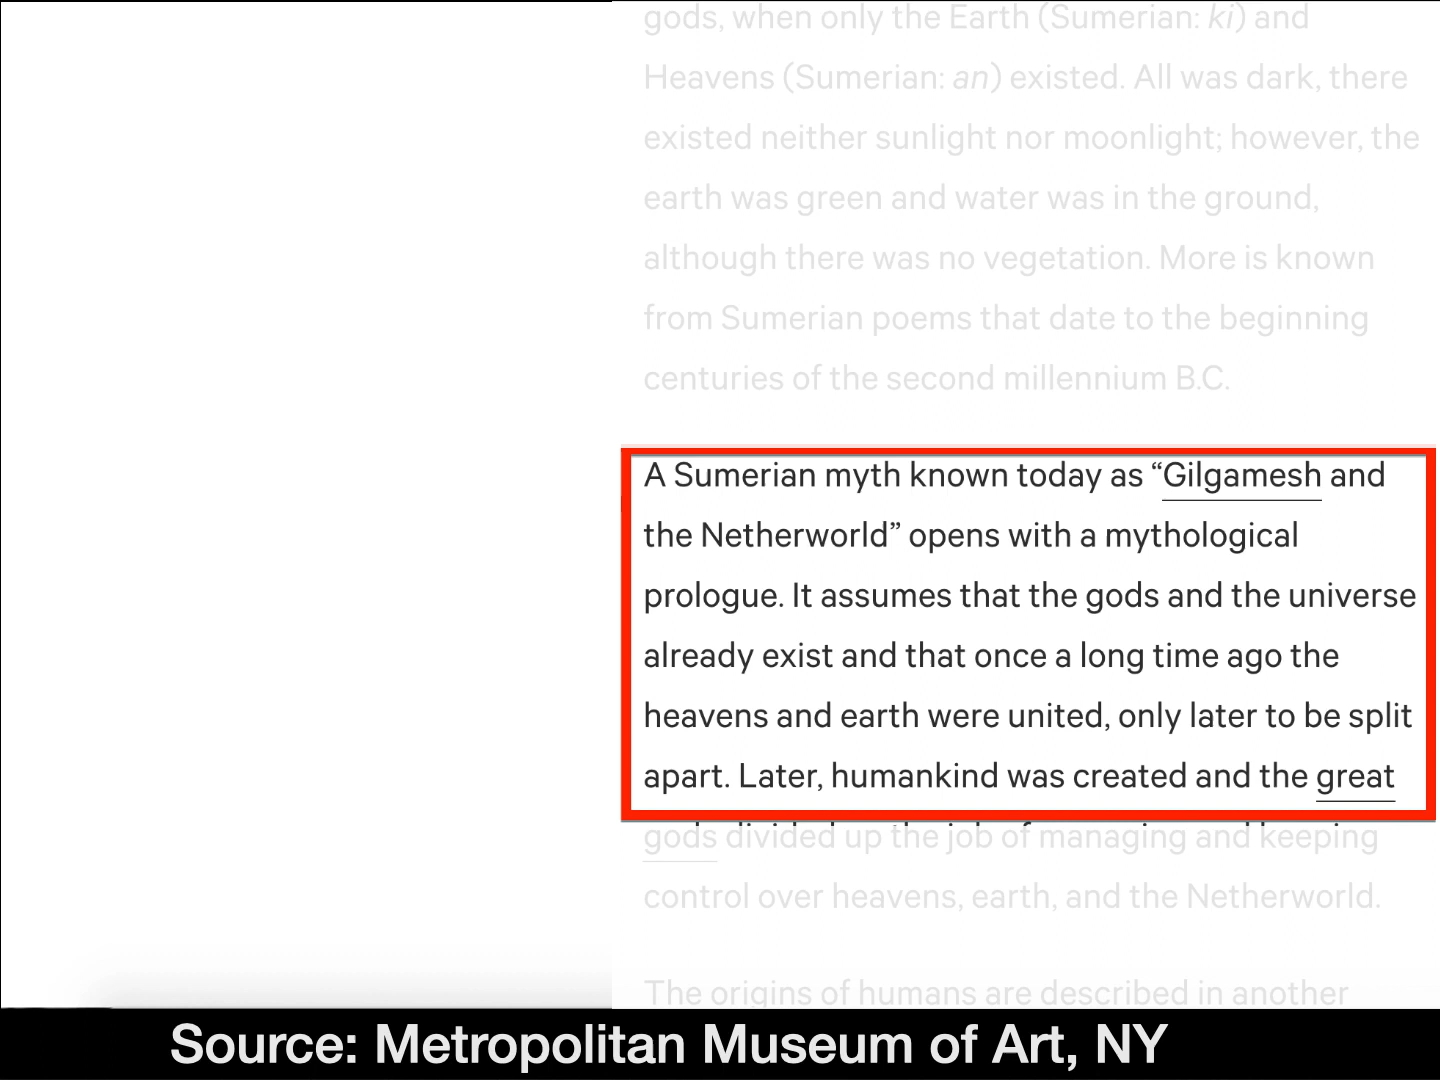 gods, when only the Earth (Sumerian: ki) and
Heavens (Sumerian: an) existed. All was dark, there
existed neither sunlight nor moonlight; however, the
earth was green and water was in the ground,
although there was no vegetation. More is known
from Sumerian poems that date to the beginning
centuries of the second millennium B.C.
A Sumerian myth known today as “Gilgamesh and
the Netherworld” opens with a mythological
prologue. It assumes that the gods and the universe
already exist and that once a long time ago the
heavens and earth were united, only later to be split
apart. Later, humankind was created and the great
gods divided up the job of managing and keeping
control over heavens, earth, and the Netherworld.
The origins of humans are described in another
Source: Metropolitan Museum of Art, NY